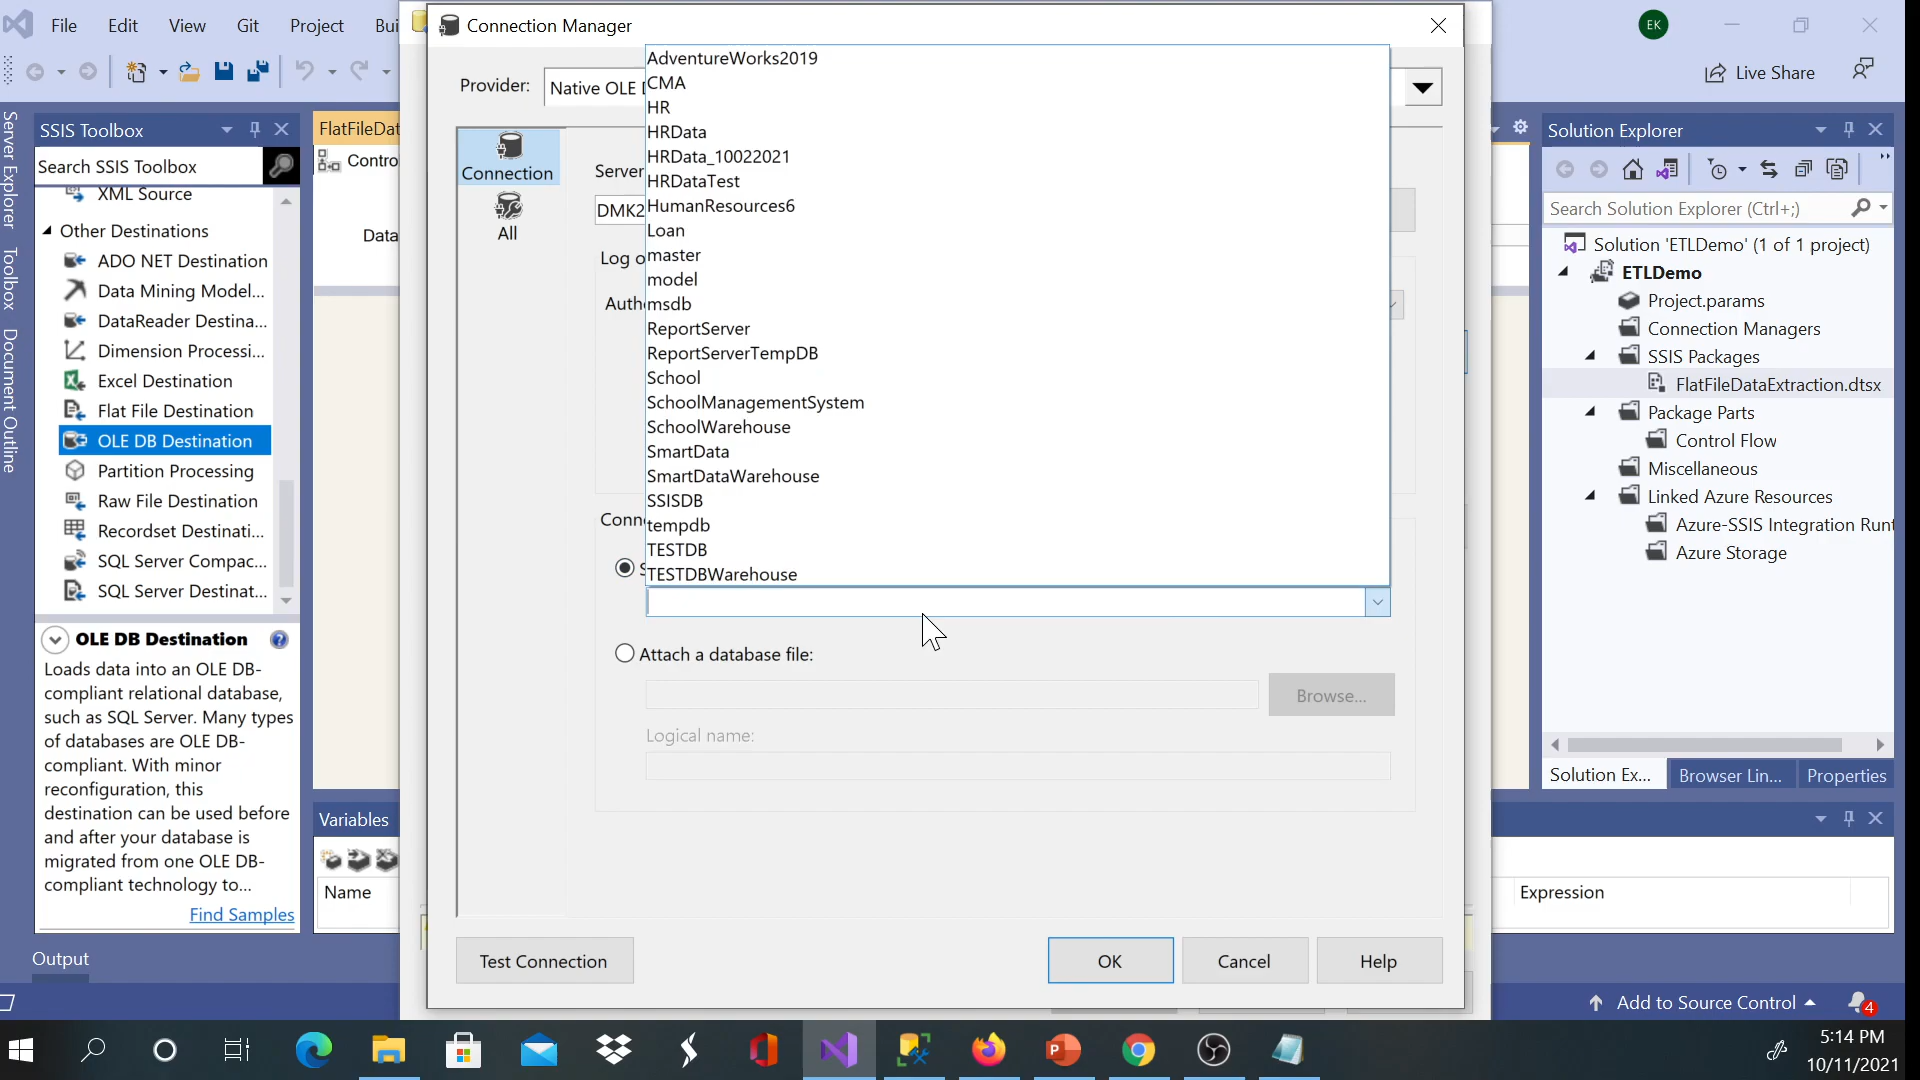 File Edit View Git Project Bui
Connection Manager
EK
Live Share
Provider: Native OLE
AdventureWorks2019
CMA
HR
HRData
HRData_10022021
HRDataTest
HumanResources6
Loan
master
model
msdb
ReportServer
ReportServerTempDB
School
SchoolManagementSystem
SchoolWarehouse
SmartData
SmartDataWarehouse
SSISDB
tempdb
TESTDB
TESTDBWarehouse
Connection
All
Server
DMK2
Log o
Auth
Conn
S
Attach a database file:
Browse...
Logical name:
Test Connection
OK
Cancel
Help
Server Explorer
Toolbox
Document Outline
SSIS Toolbox
Search SSIS Toolbox
XML Source
Other Destinations
ADO NET Destination
Data Mining Model...
DataReader Destina...
Dimension Processi...
Excel Destination
Flat File Destination
OLE DB Destination
Partition Processing
Raw File Destination
Recordset Destinati...
SQL Server Compac...
SQL Server Destinat...
OLE DB Destination
Loads data into an OLE DB-
compliant relational database,
such as SQL Server. Many types
of databases are OLE DB-
compliant. With minor
reconfiguration, this
destination can be used before
and after your database is
migrated from one OLE DB-
compliant technology to...
Find Samples
FlatFileDat
Contro
Data
Variables
Name
Expression
Solution Explorer
Search Solution Explorer (Ctrl+;)
Solution 'ETLDemo' (1 of 1 project)
ETLDemo
Project.params
Connection Managers
SSIS Packages
FlatFileDataExtraction.dtsx
Package Parts
Control Flow
Miscellaneous
Linked Azure Resources
Azure-SSIS Integration Runt
Azure Storage
Solution Ex...
Browser Lin...
Properties
Output
Add to Source Control
4
5:14 PM
10/11/2021